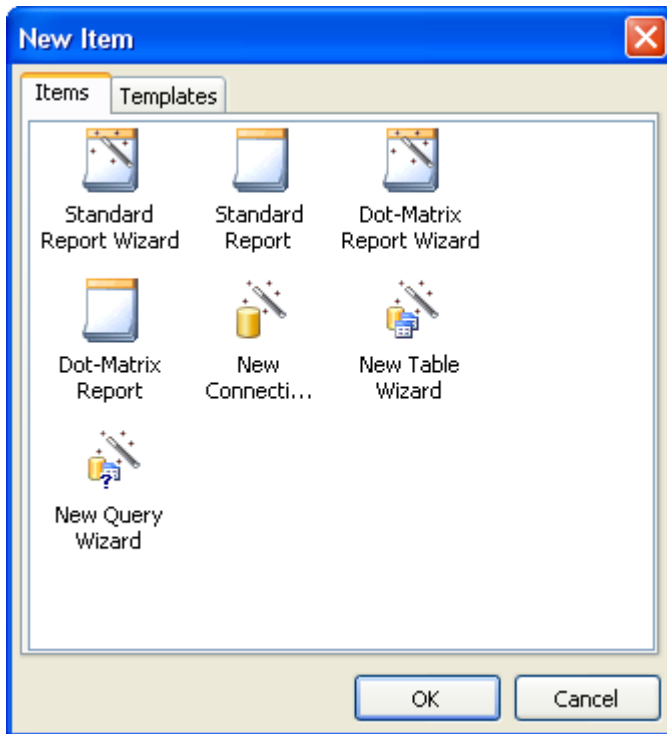 New Item
Items Templates
Standard Standard Dot-Matrix
Report Wizard Report Report Wizard
Dot-Matrix New New Table
Report Connecti... Wizard
New Query
Wizard
OK Cancel